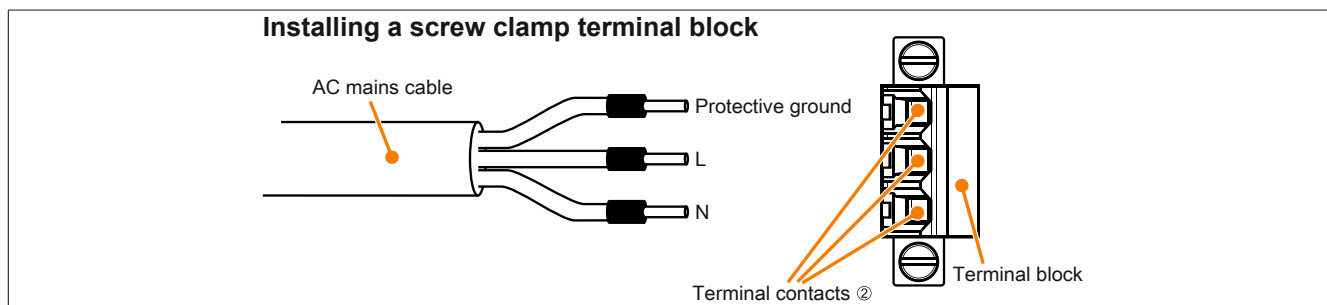 Installing a screw clamp terminal block
AC mains cable
Protective ground
L
N
Terminal contacts ②
Terminal block